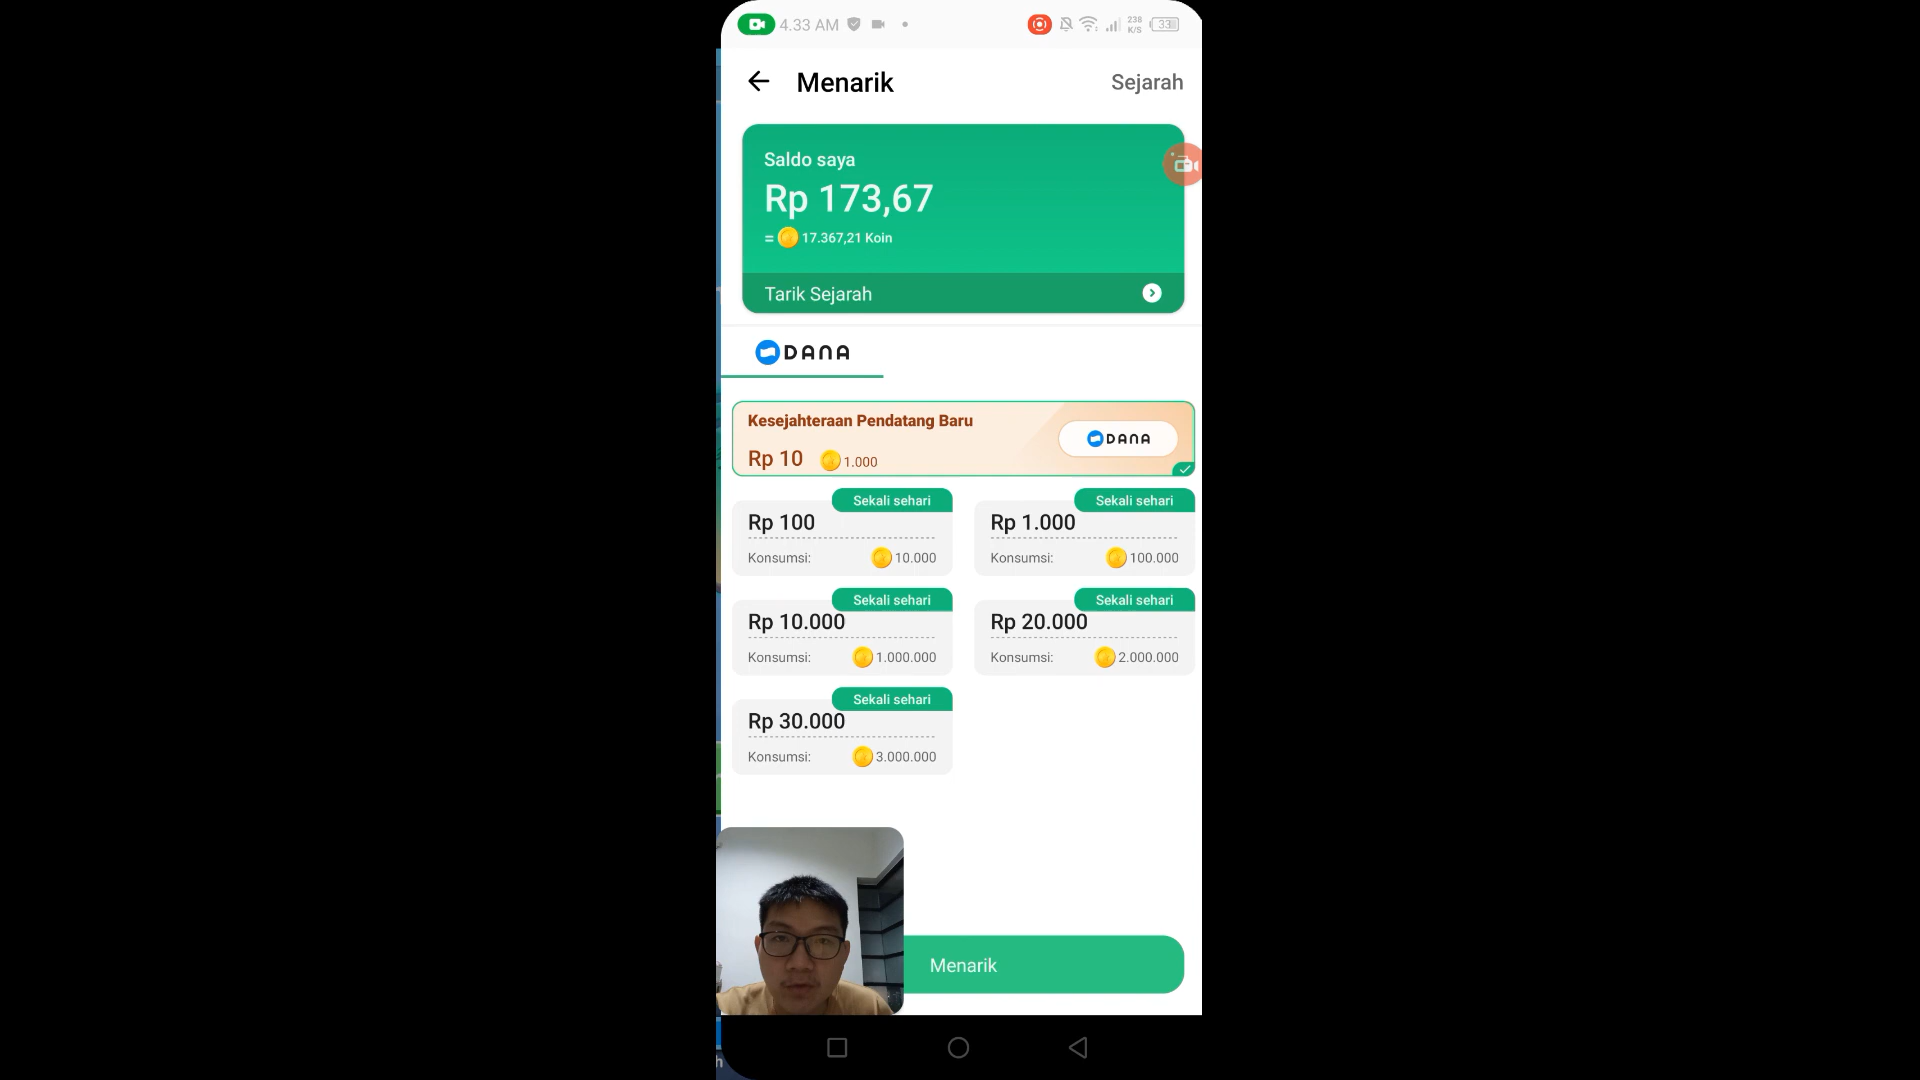 4.33 AM
238
K/S
33
Menarik
Sejarah
Saldo saya
Rp 173,67
= 17.367,21 Koin
Tarik Sejarah
DANA
Kesejahteraan Pendatang Baru
Rp 10
1.000
DANA
Sekali sehari
Rp 100
Konsumsi:
10.000
Sekali sehari
Rp 1.000
Konsumsi:
100.000
Sekali sehari
Rp 10.000
Konsumsi:
1.000.000
Sekali sehari
Rp 20.000
Konsumsi:
2.000.000
Sekali sehari
Rp 30.000
Konsumsi:
3.000.000
Menarik
h